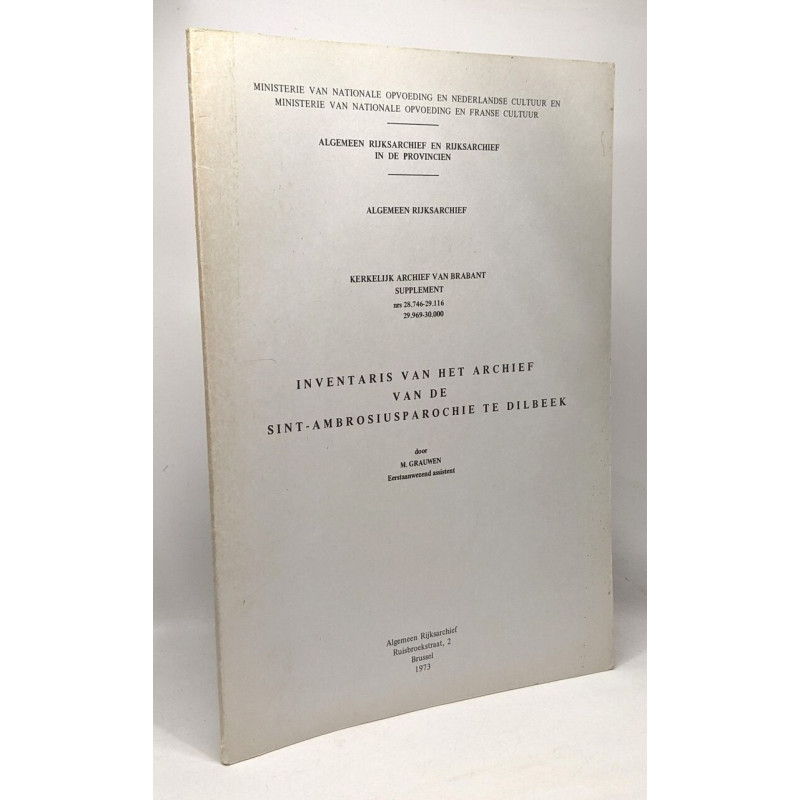 MINISTERIE VAN NATIONALE OPVOEDING EN NEDERLANDSE CULTUUR EN
MINISTERIE VAN NATIONALE OPVOEDING EN FRANSE CULTUUR
ALGEMEEN RIJKSARCHIEF EN RIJKSARCHIEF
IN DE PROVINCIEN
ALGEMEEN RIJKSARCHIEF
KERKELIJK ARCHIEF VAN BRABANT
SUPPLEMENT
nrs 28.746-29.116
29.969-30.000
INVENTARIS VAN HET ARCHIEF
VAN DE
SINT-AMBROSIUSPAROCHIE TE DILBEEK
door
M. GRAUWEN
Eerstaanwezend assistent
Algemeen Rijksarchief
Ruisbroekstraat, 2
Brussel
1973